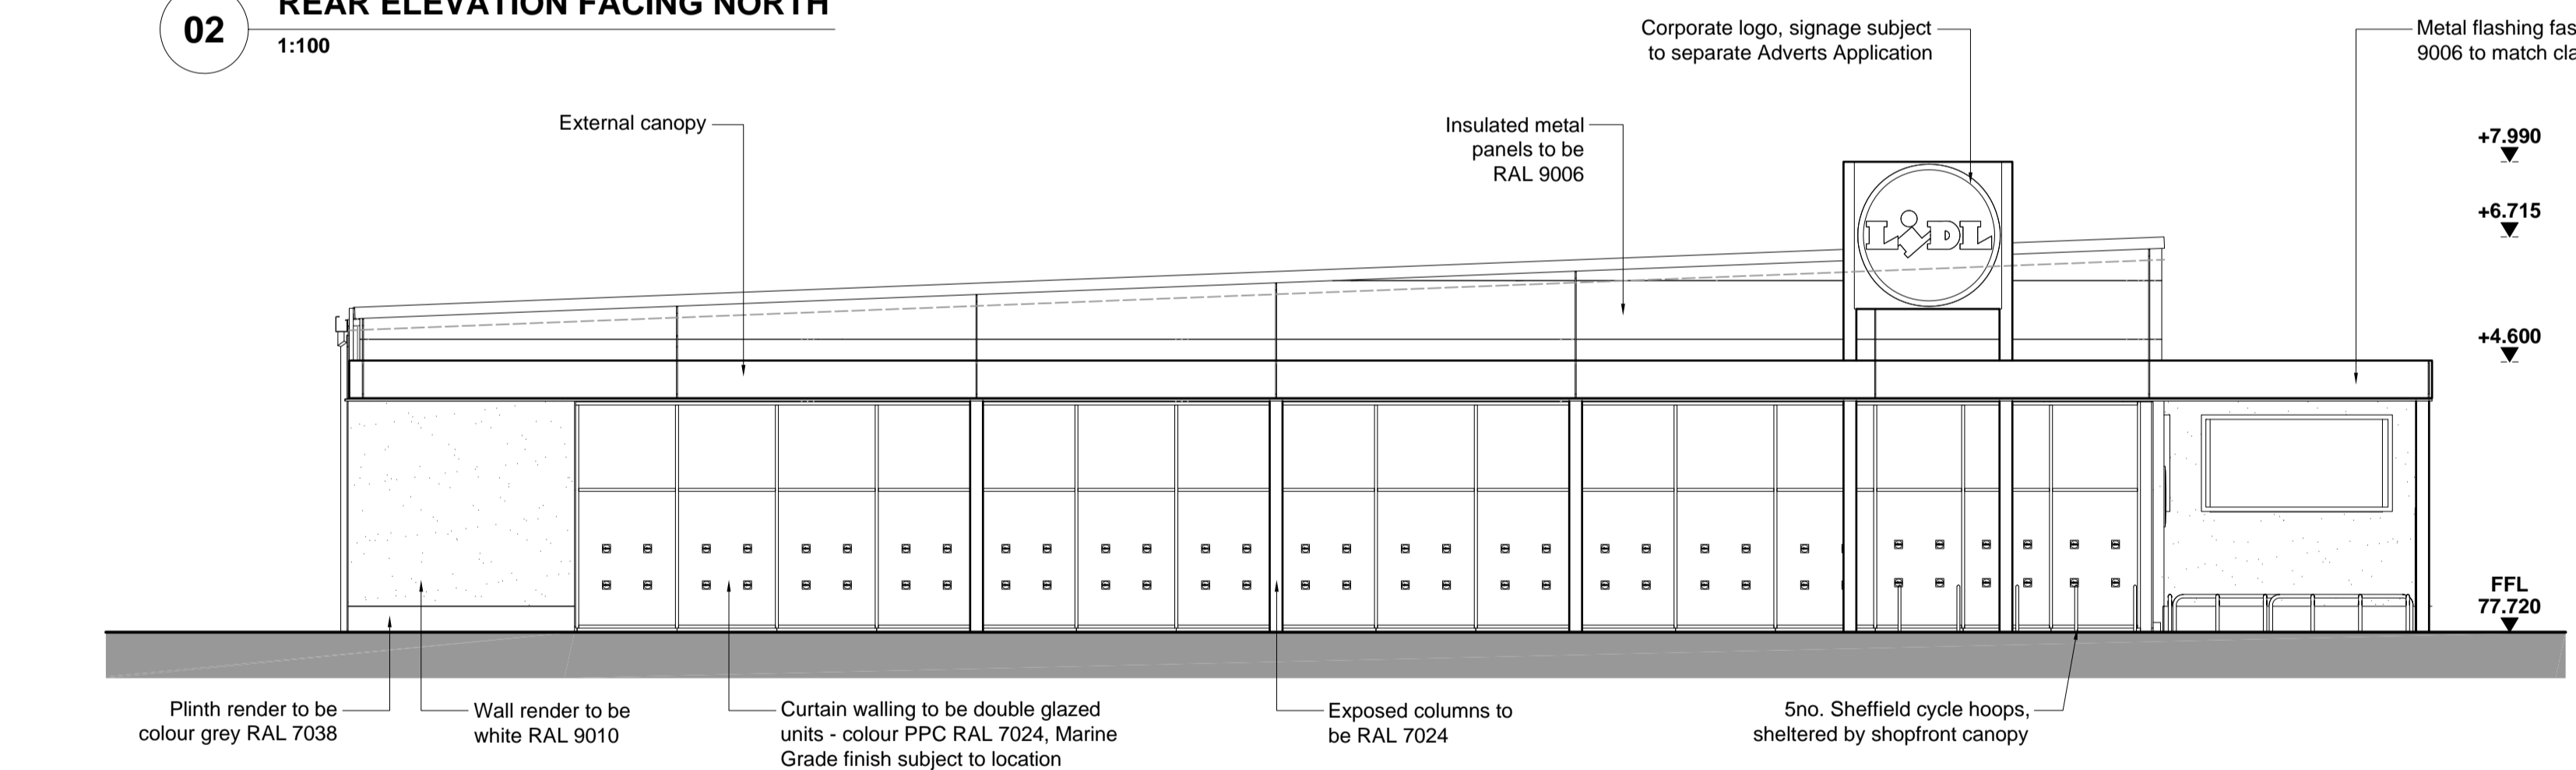 REAR ELEVATION FACING NORTH
02
1:100
Corporate logo, signage subject
to separate Adverts Application
Metal flashing
9006 to match
External canopy
Insulated metal
panels to be
RAL 9006
+7.990
+6.715
LIDL
+4.600
FFL
77.720
Plinth render to be
colour grey RAL 7038
Wall render to be
white RAL 9010
Curtain walling to be double glazed
units - colour PPC RAL 7024, Marine
Grade finish subject to location
Exposed columns to
be RAL 7024
5no. Sheffield cycle hoops,
sheltered by shopfront canopy